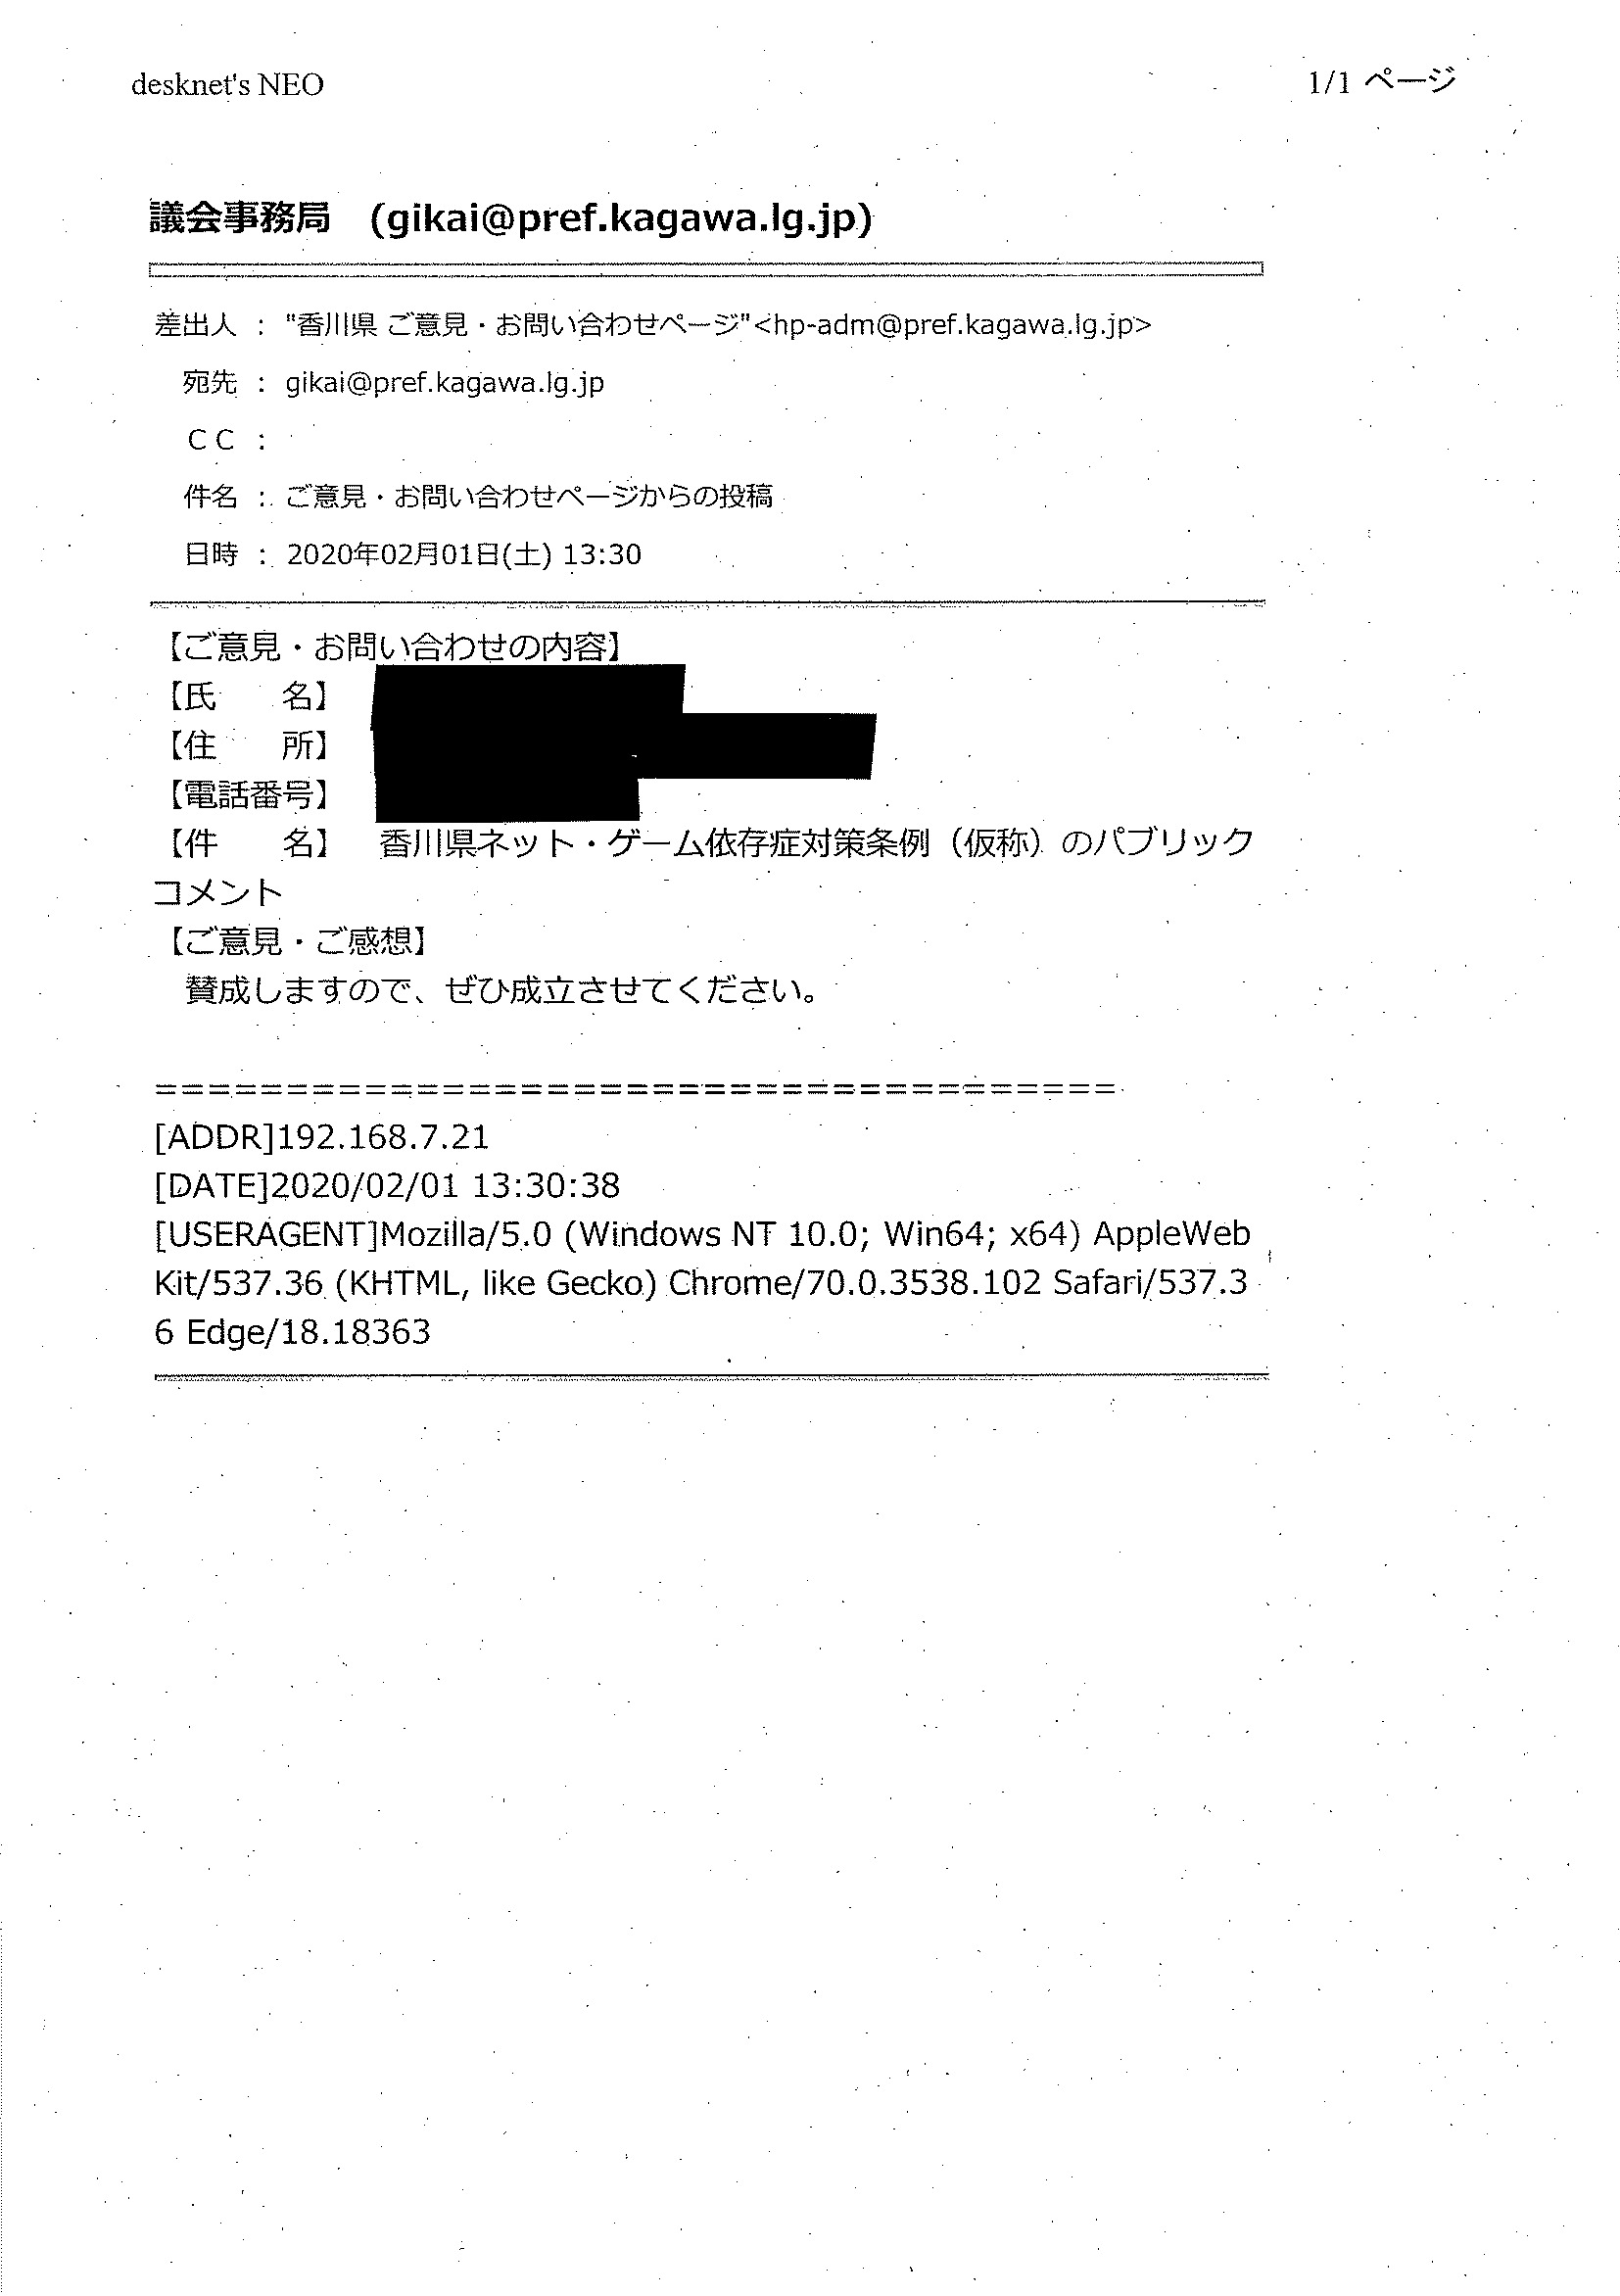 desknet's NEO
1/1 ページ
議会事務局　(gikai@pref.kagawa.lg.jp)
差出人 ： "香川県 ご意見・お問い合わせページ"<hp-adm@pref.kagawa.lg.jp>
宛先 ： gikai@pref.kagawa.lg.jp
ＣＣ ：
件名 ： ご意見・お問い合わせページからの投稿
日時 ： 2020年02月01日(土) 13:30
【ご意見・お問い合わせの内容】
【氏　　名】
【住　　所】
【電話番号】
【件　　名】　香川県ネット・ゲーム依存症対策条例（仮称）のパブリック
コメント
【ご意見・ご感想】
　賛成しますので、ぜひ成立させてください。
=====================================
[ADDR]192.168.7.21
[DATE]2020/02/01 13:30:38
[USERAGENT]Mozilla/5.0 (Windows NT 10.0; Win64; x64) AppleWeb
Kit/537.36 (KHTML, like Gecko) Chrome/70.0.3538.102 Safari/537.3
6 Edge/18.18363